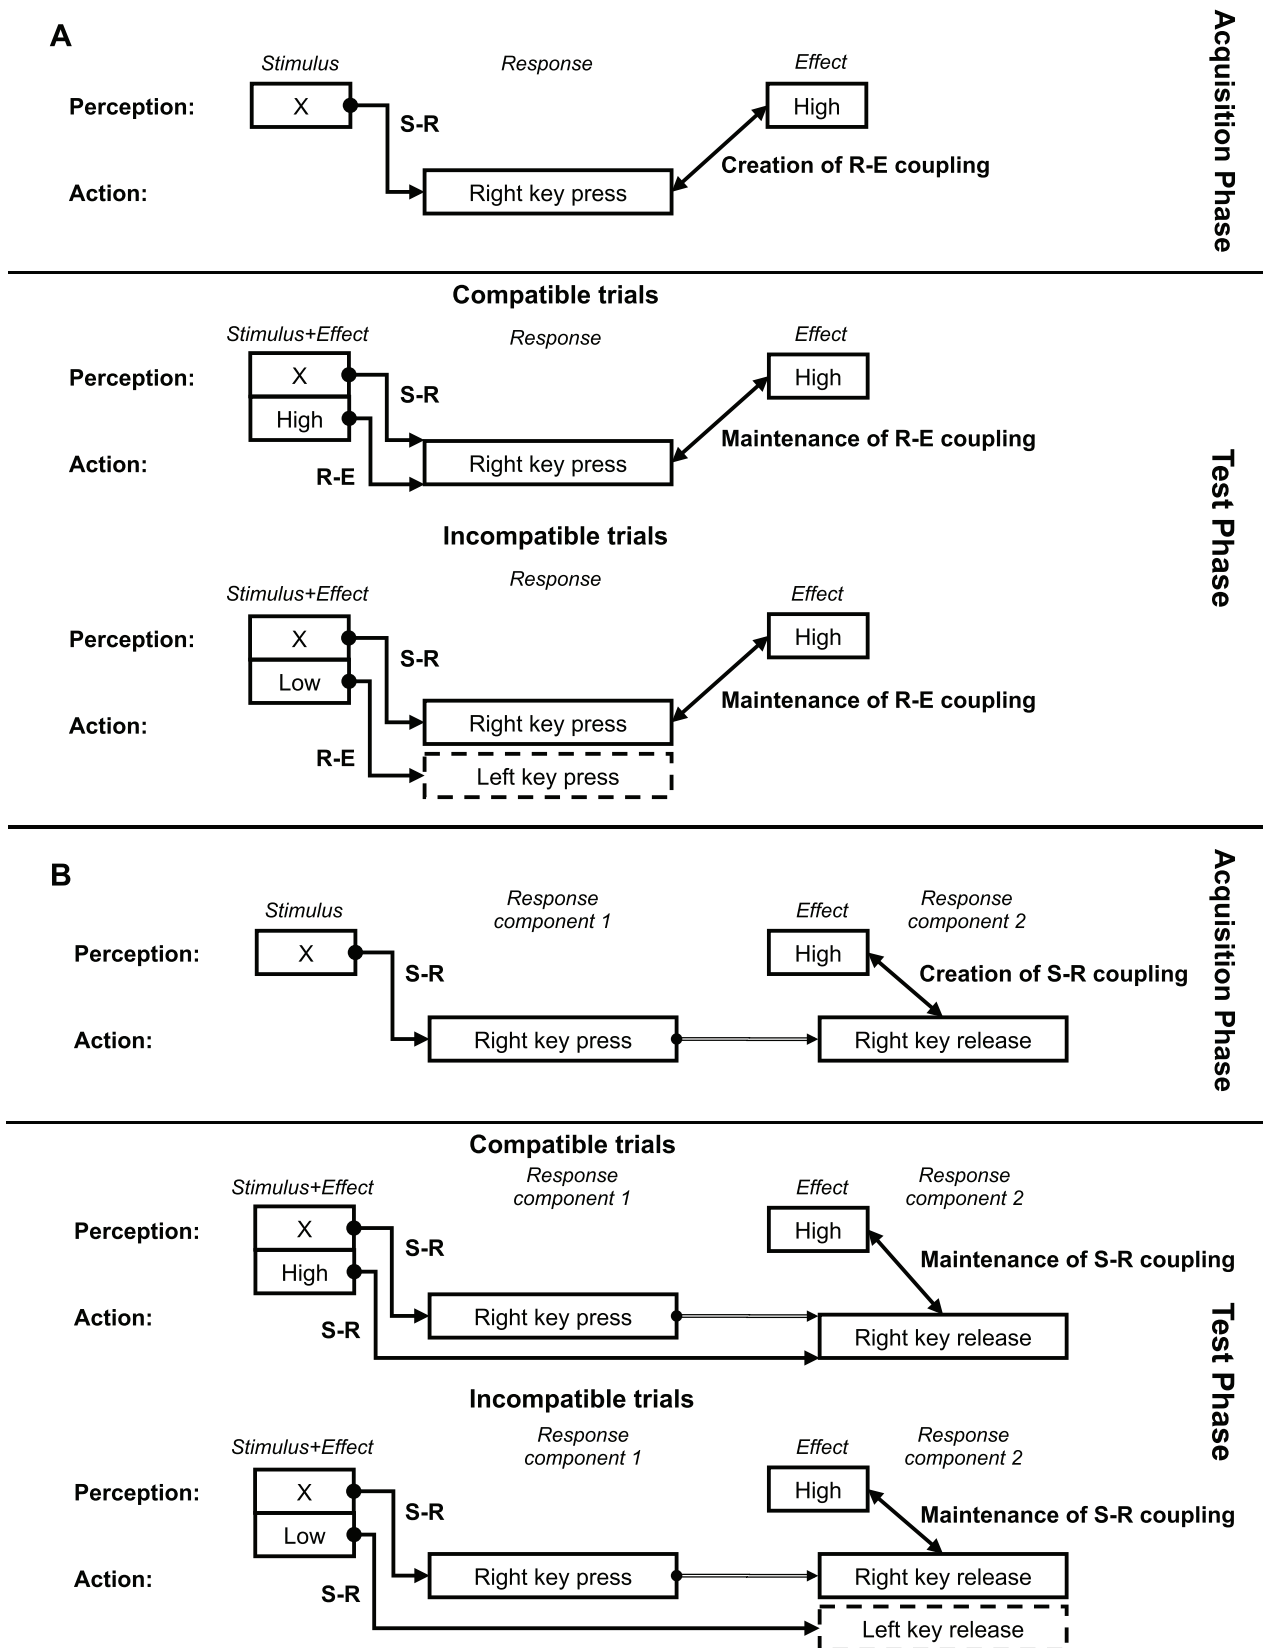 A
Acquisition Phase
Stimulus
Response
Effect
Perception:
X
High
S-R
Creation of R-E coupling
Action:
Right key press
Compatible trials
Stimulus+Effect
Response
Effect
Perception:
X
High
S-R
High
Maintenance of R-E coupling
Action:
Right key press
R-E
Test Phase
Incompatible trials
Response
Stimulus+Effect
Effect
Perception:
X
High
S-R
Low
Maintenance of R-E coupling
Action:
Right key press
R-E
Left key press
B
Acquisition Phase
Stimulus
Response
component 1
Effect
Response
component 2
Perception:
X
High
S-R
Creation of S-R coupling
Action:
Right key press
Right key release
Compatible trials
Stimulus+Effect
Response
component 1
Effect
Response
component 2
Perception:
X
High
S-R
Maintenance of S-R coupling
High
Action:
Right key press
S-R
Right key release
Test Phase
Incompatible trials
Stimulus+Effect
Response
component 1
Effect
Response
component 2
Perception:
X
High
S-R
Maintenance of S-R coupling
Low
Action:
Right key press
Right key release
S-R
Left key release